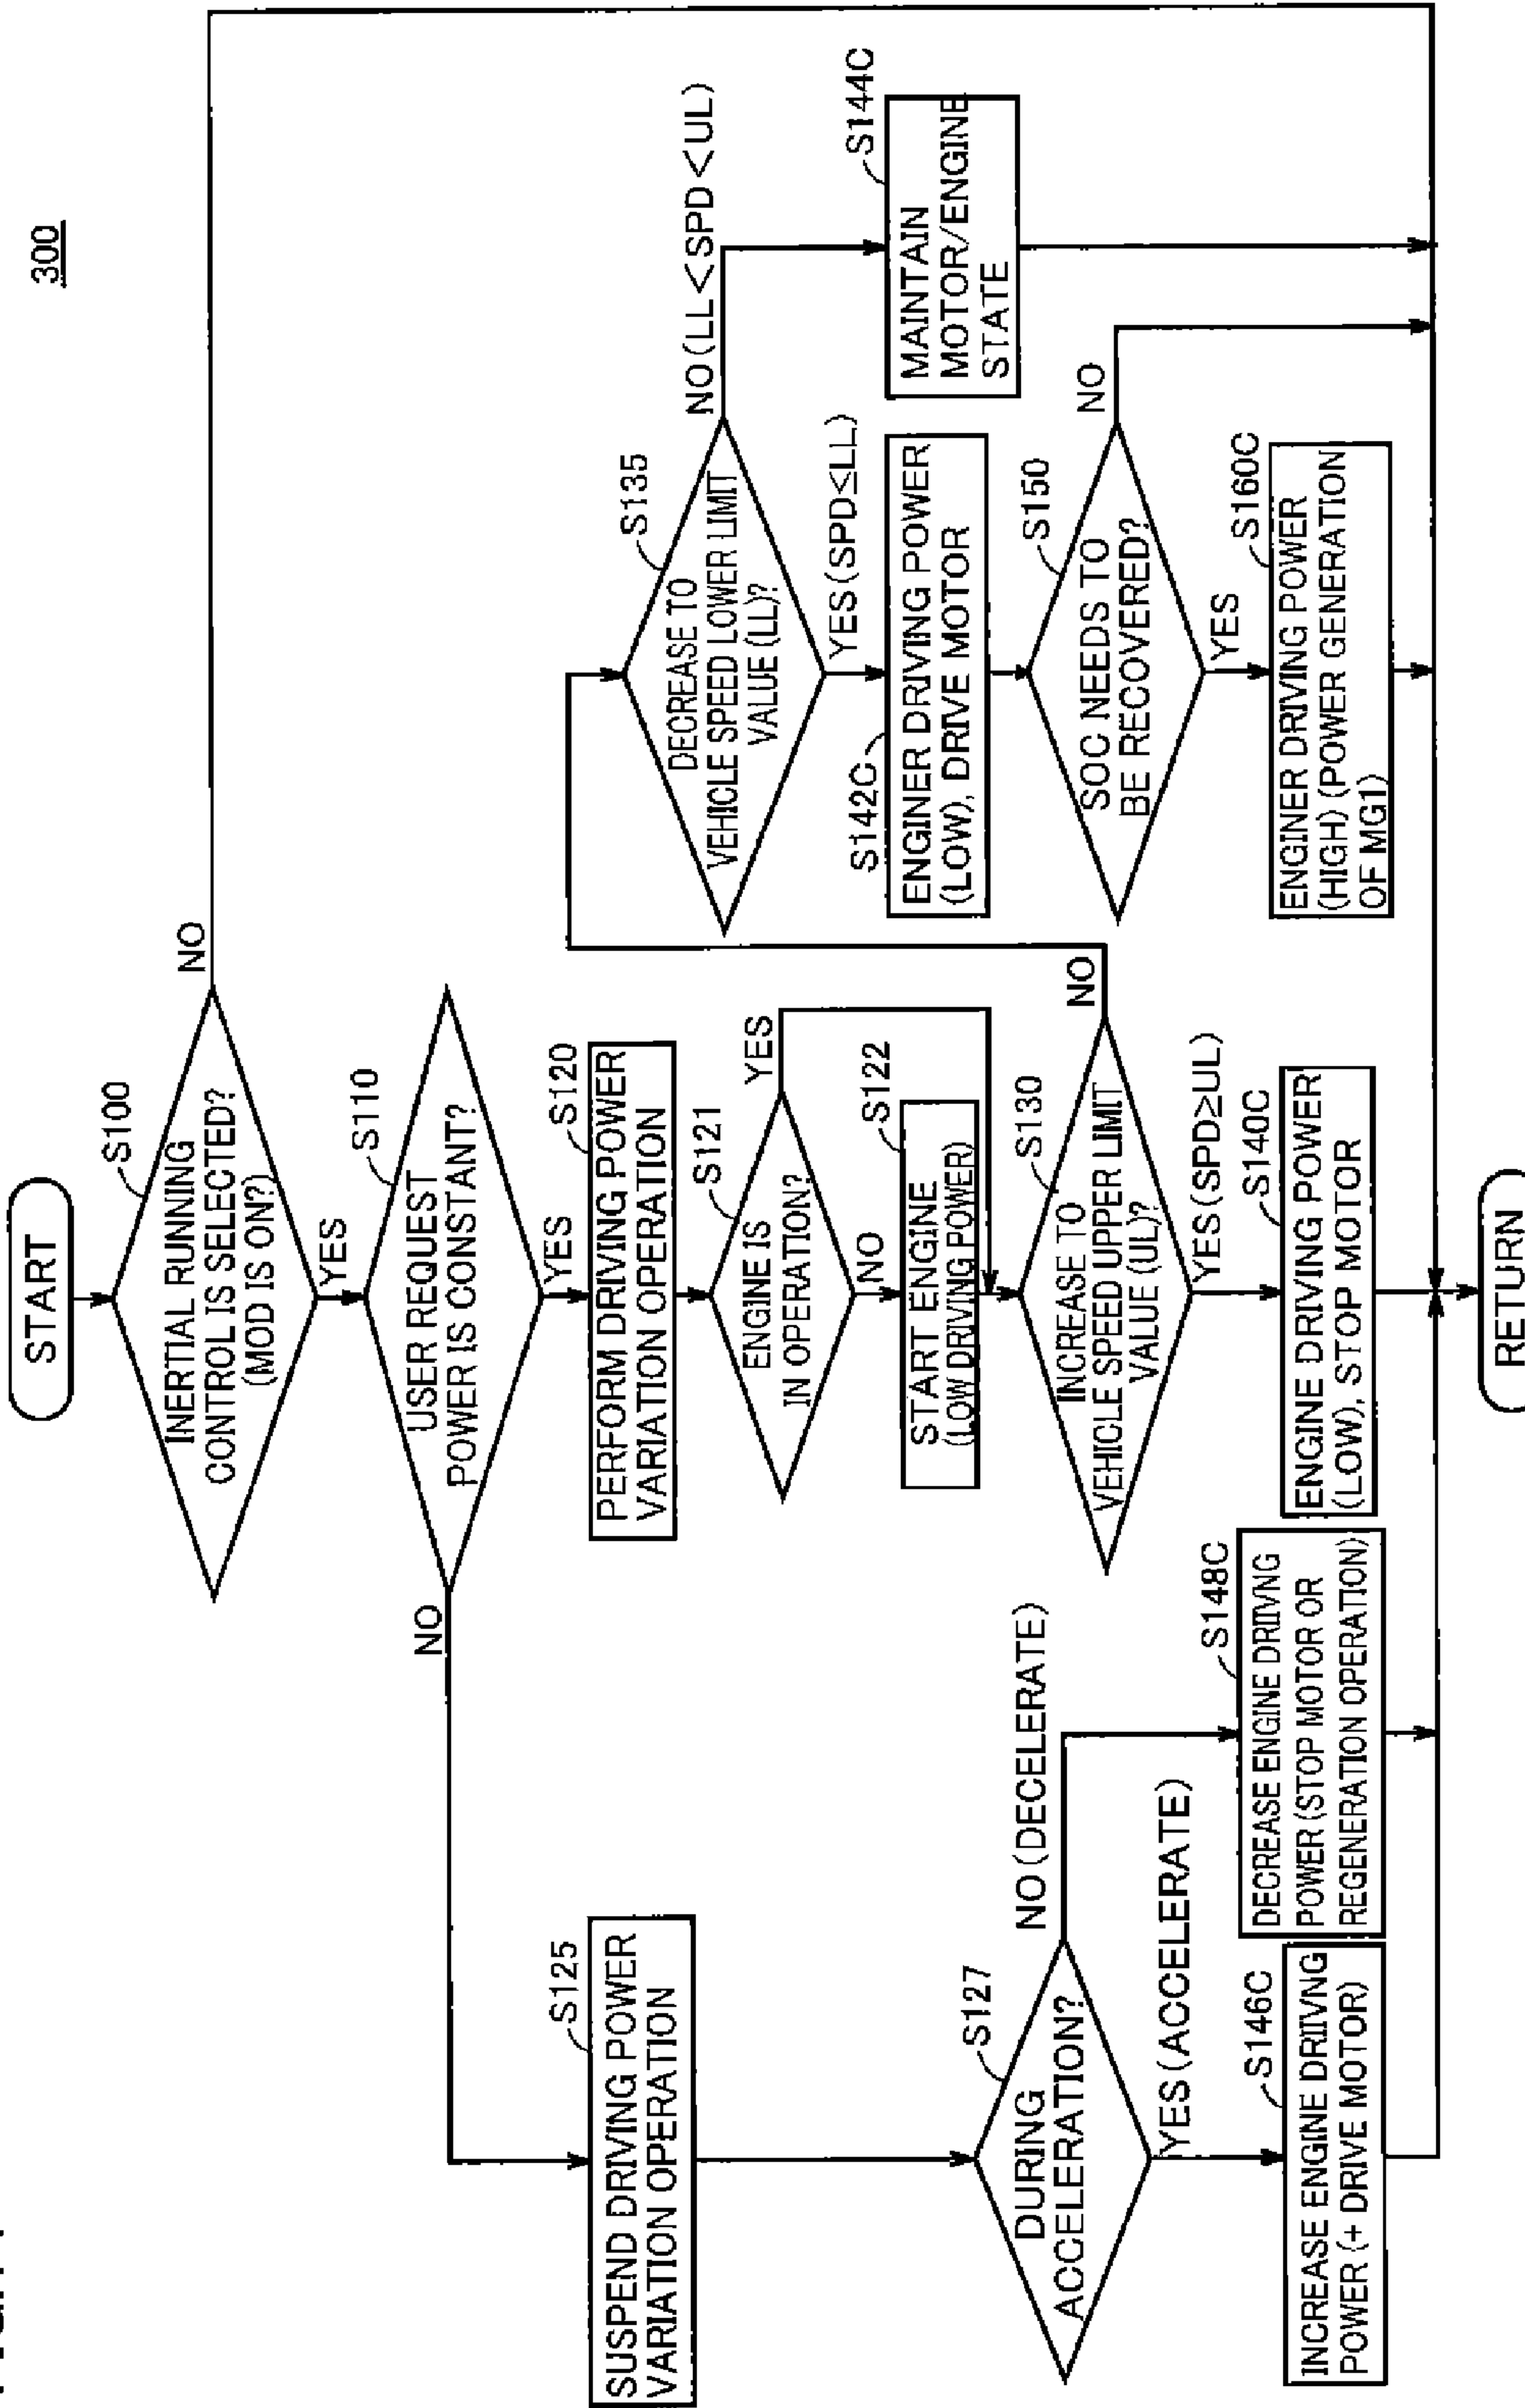 300
START
S100
INERTIAL RUNNING
CONTROL IS SELECTED?
(MOD IS ON?)
NO
YES
S110
USER REQUEST
POWER IS CONSTANT?
NO
YES
S120
PERFORM DRIVING POWER
VARIATION OPERATION
S121
ENGINE IS
IN OPERATION?
YES
NO
S122
START ENGINE
(LOW DRIVING POWER)
S130
INCREASE TO
VEHICLE SPEED UPPER LIMIT
VALUE (UL)?
NO
YES(SPD≥UL)
S140C
ENGINE DRIVING POWER
(LOW), STOP MOTOR
S135
DECREASE TO
VEHICLE SPEED LOWER LIMIT
VALUE (LL)?
NO(LL<SPD<UL)
YES(SPD≤LL)
S144C
MAINTAIN
MOTOR/ENGINE
STATE
S142C
ENGINER DRIVING POWER
(LOW), DRIVE MOTOR
S150
SOC NEEDS TO
BE RECOVERED?
NO
YES
S160C
ENGINER DRIVING POWER
(HIGH) (POWER GENERATION
OF MG1)
S125
SUSPEND DRIVING POWER
VARIATION OPERATION
S127
DURING
ACCELERATION?
NO(DECELERATE)
YES(ACCELERATE)
S148C
DECREASE ENGINE DRIIVNG
POWER(STOP MOTOR OR
REGENERATION OPERATION)
S146C
INCREASE ENGINE DRIIVNG
POWER(+ DRIVE MOTOR)
RETURN